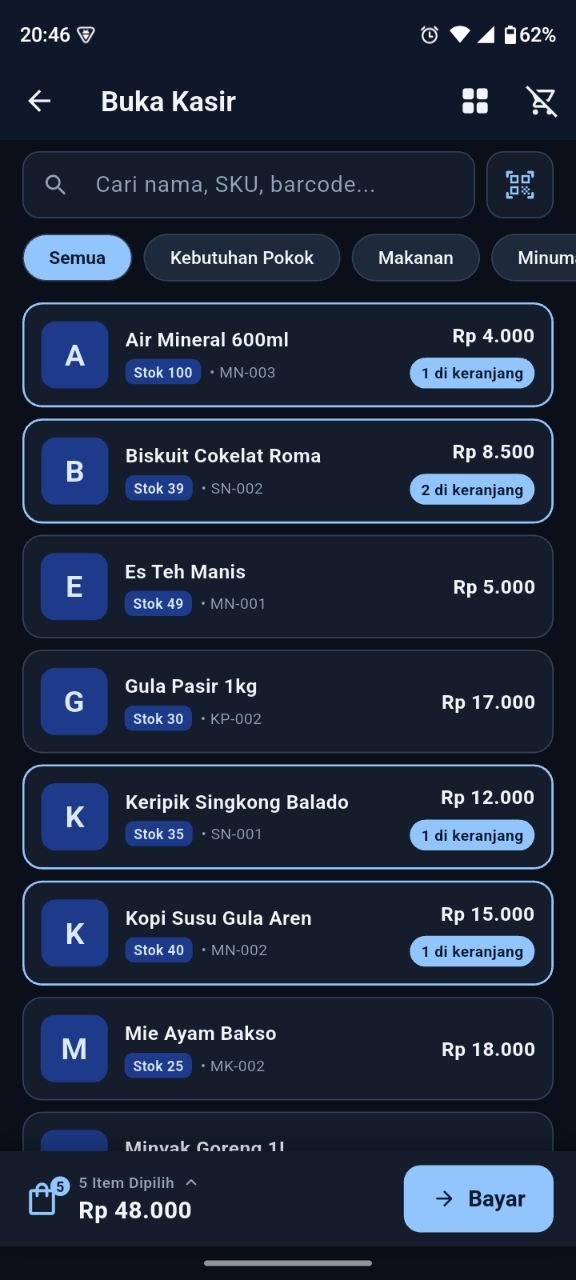 20:46
62%
Buka Kasir
Cari nama, SKU, barcode...
Semua
Kebutuhan Pokok
Makanan
Minum
A
Air Mineral 600ml
Rp 4.000
Stok 100 • MN-003
1 di keranjang
B
Biskuit Cokelat Roma
Rp 8.500
Stok 39 • SN-002
2 di keranjang
E
Es Teh Manis
Rp 5.000
Stok 49 • MN-001
G
Gula Pasir 1kg
Rp 17.000
Stok 30 • KP-002
K
Keripik Singkong Balado
Rp 12.000
Stok 35 • SN-001
1 di keranjang
K
Kopi Susu Gula Aren
Rp 15.000
Stok 40 • MN-002
1 di keranjang
M
Mie Ayam Bakso
Rp 18.000
Stok 25 • MK-002
Minyak Goreng 1L
5
5 Item Dipilih
Rp 48.000
Bayar